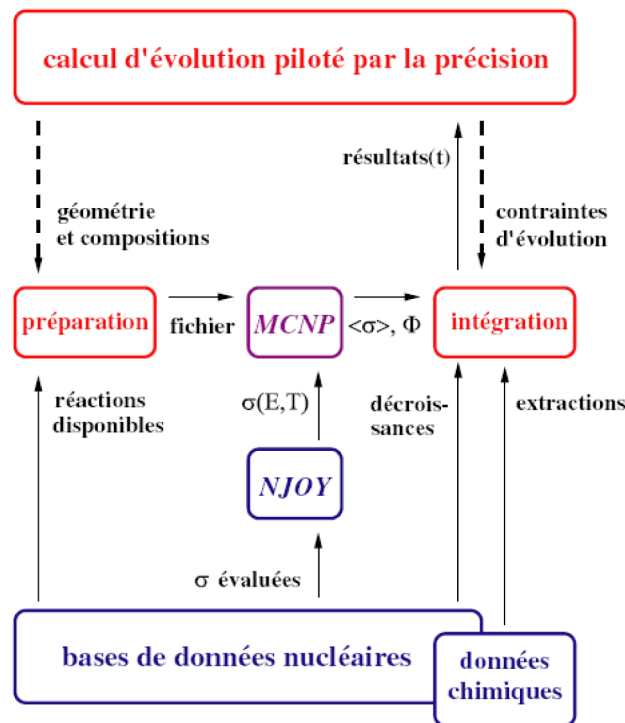 calcul d'évolution piloté par la précision
résultats(t)
géométrie
et compositions
contraintes
d'évolution
préparation
fichier
MCNP
<σ>, Φ
intégration
réactions
disponibles
σ(E,T)
décrois-
sances
extractions
NJOY
σ évaluées
bases de données nucléaires
données
chimiques